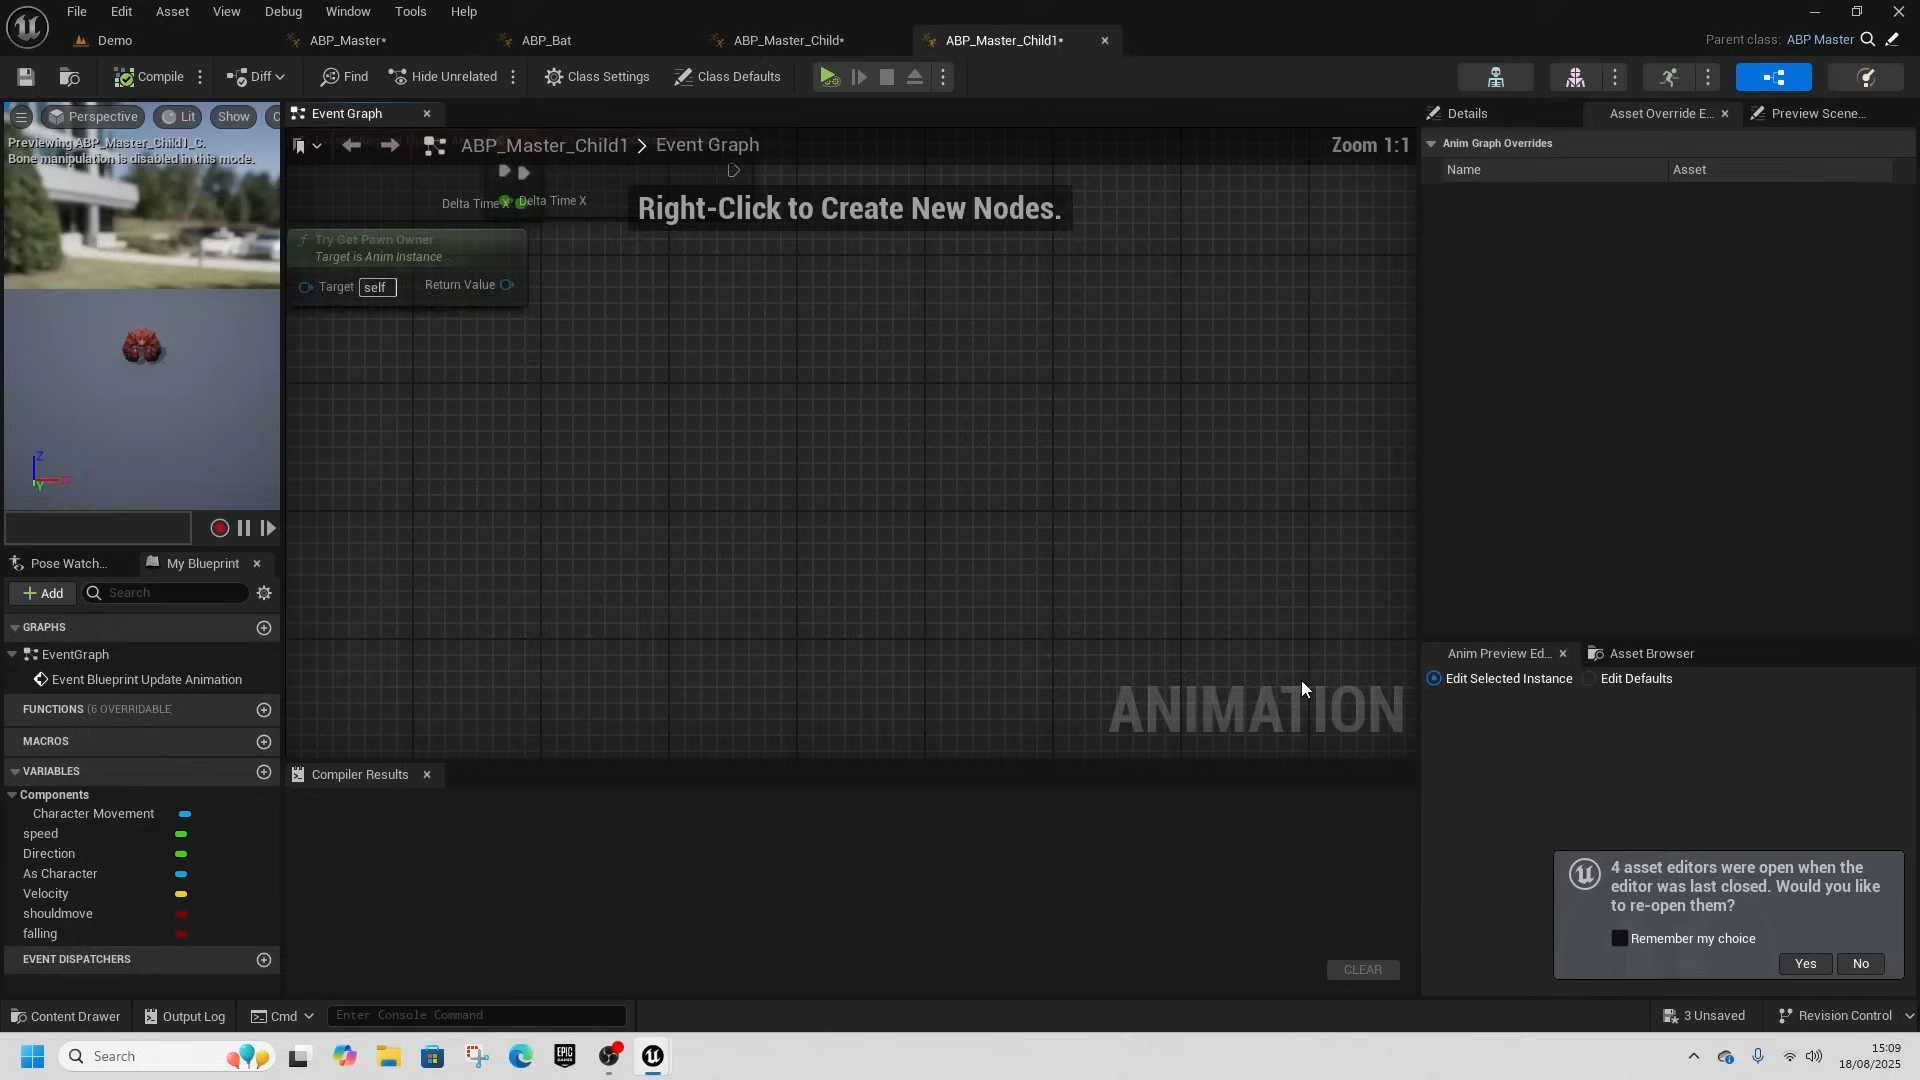 File Edit Asset View Debug Window Tools Help
Demo ABP_Master* ABP_Bat ABP_Master_Child* ABP_Master_Child1* Parent class: ABP Master
Compile Diff Find Hide Unrelated Class Settings Class Defaults
Perspective Lit Show
Previewing ABP_Master_Child1_C.
Bone manipulation is disabled in this mode.
Event Graph
ABP_Master_Child1 > Event Graph
Zoom 1:1
Delta Time X Delta Time X
Right-Click to Create New Nodes.
Try Get Pawn Owner
Target is Anim Instance
Target self Return Value
ANIMATION
Details Asset Override E... Preview Scene...
Anim Graph Overrides
Name Asset
Z
Y
Pose Watch... My Blueprint
Add Search
GRAPHS
EventGraph
Event Blueprint Update Animation
FUNCTIONS (6 OVERRIDABLE
MACROS
VARIABLES
Components
Character Movement
speed
Direction
As Character
Velocity
shouldmove
falling
EVENT DISPATCHERS
Compiler Results
CLEAR
Anim Preview Ed... Asset Browser
Edit Selected Instance Edit Defaults
4 asset editors were open when the
editor was last closed. Would you like
to re-open them?
Remember my choice
Yes No
Content Drawer Output Log Cmd Enter Console Command 3 Unsaved Revision Control
Search
EPIC
GAMES
15:09
18/08/2025